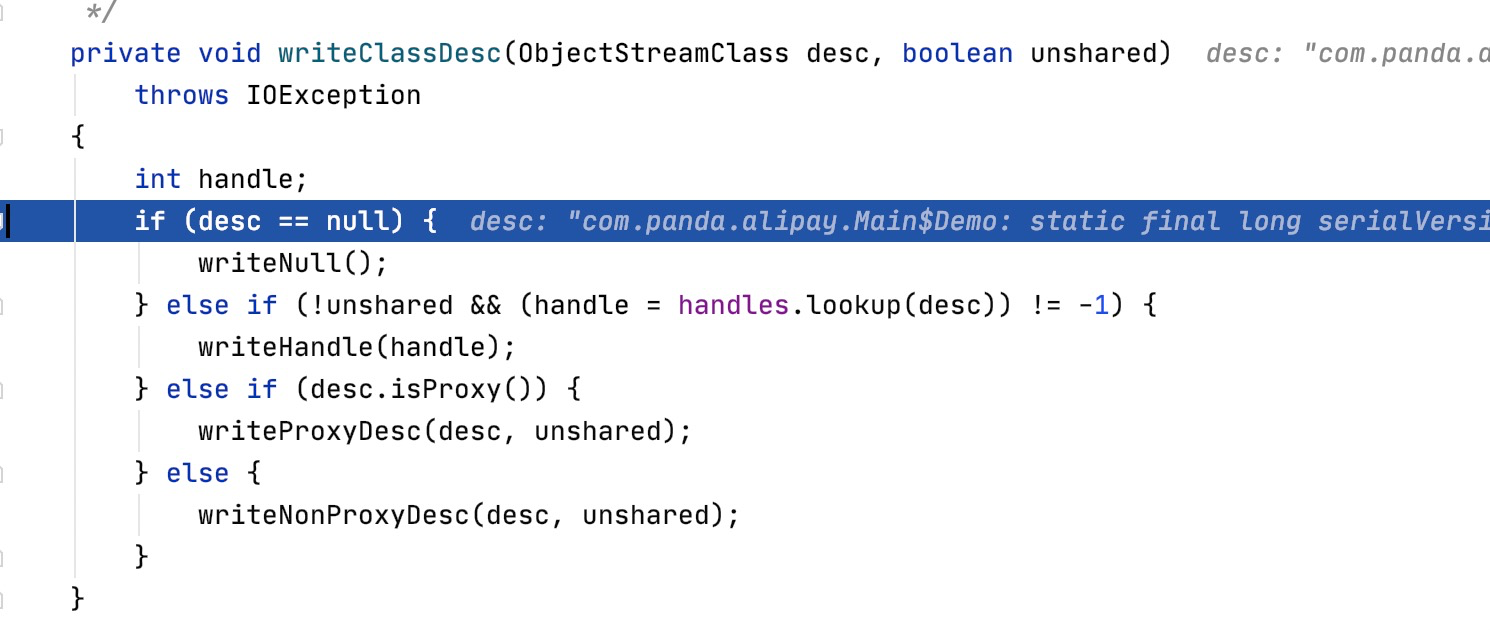 */
private void writeClassDesc(ObjectStreamClass desc, boolean unshared)  desc: "com.panda.a
throws IOException
{
int handle;
if (desc == null) {  desc: "com.panda.alipay.Main$Demo: static final long serialVersi
writeNull();
} else if (!unshared && (handle = handles.lookup(desc)) != -1) {
writeHandle(handle);
} else if (desc.isProxy()) {
writeProxyDesc(desc, unshared);
} else {
writeNonProxyDesc(desc, unshared);
}
}